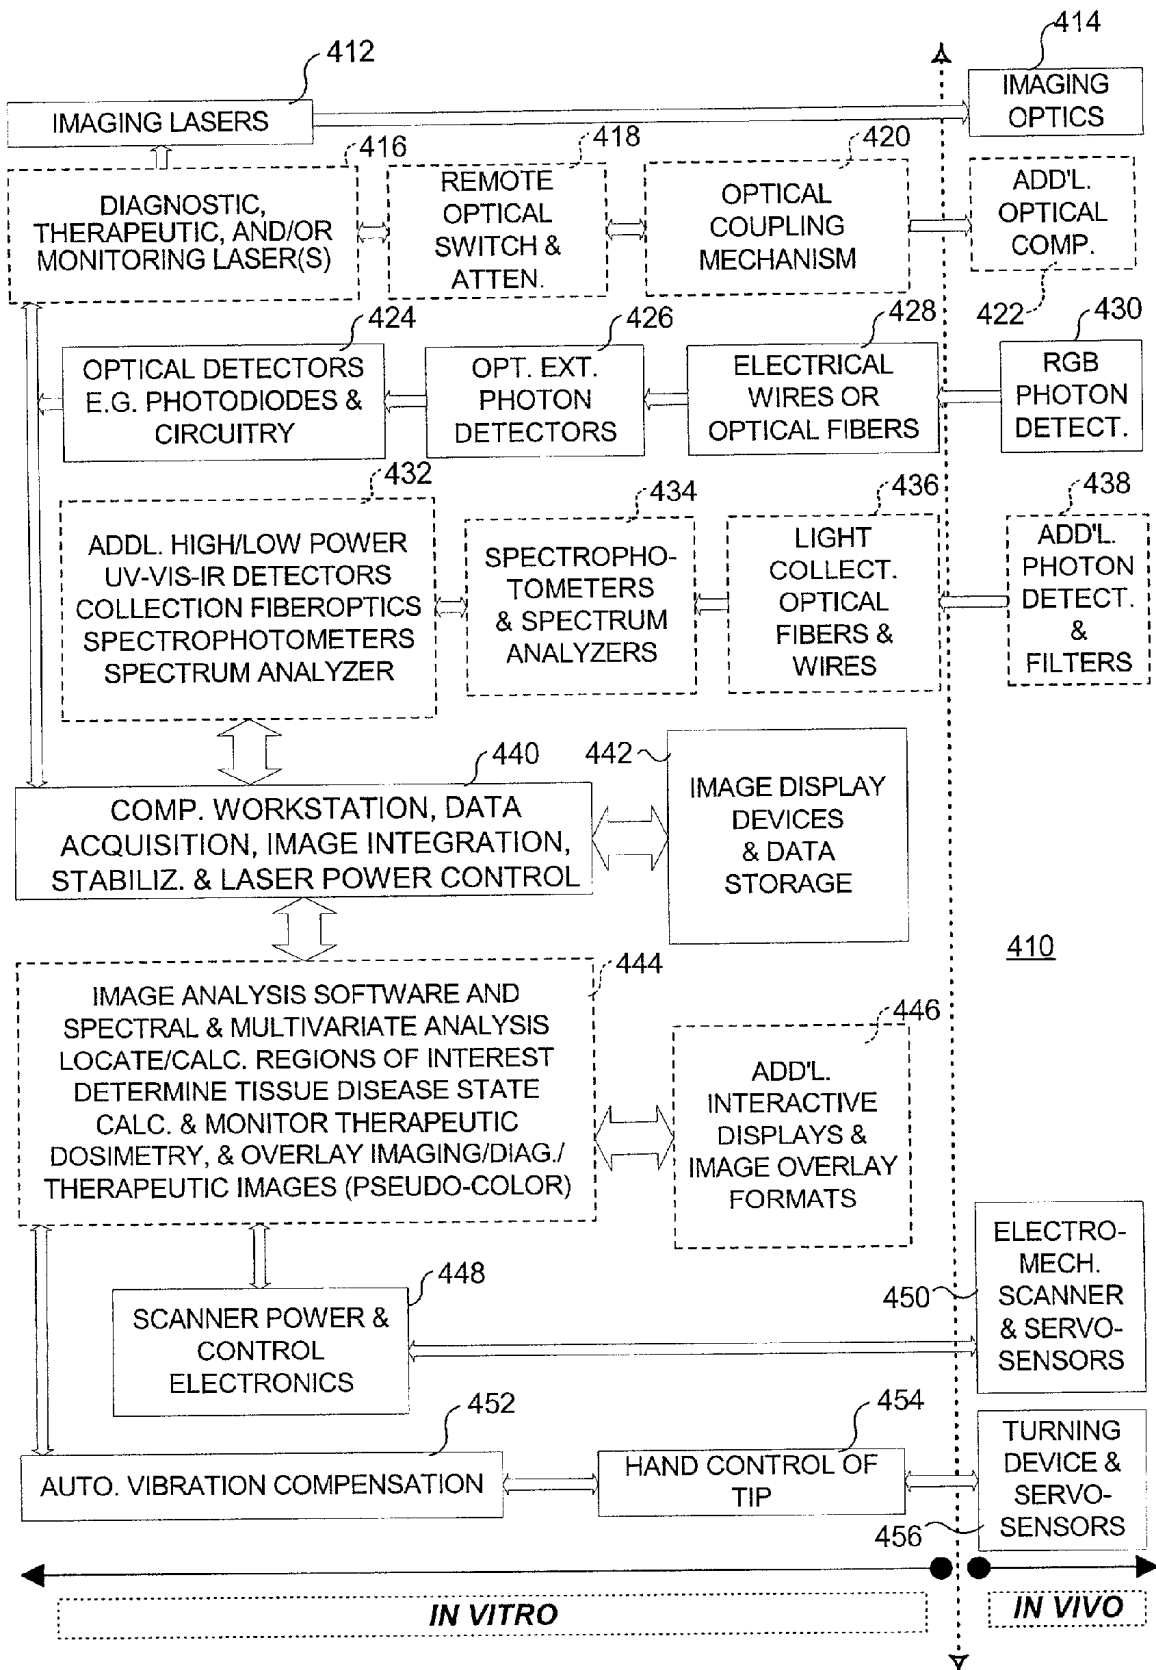 412
414
IMAGING LASERS
IMAGING
OPTICS
416
418
420
DIAGNOSTIC,
THERAPEUTIC, AND/OR
MONITORING LASER(S)
REMOTE
OPTICAL
SWITCH &
ATTEN.
OPTICAL
COUPLING
MECHANISM
ADD'L.
OPTICAL
COMP.
422
424
426
428
430
OPTICAL DETECTORS
E.G. PHOTODIODES &
CIRCUITRY
OPT. EXT.
PHOTON
DETECTORS
ELECTRICAL
WIRES OR
OPTICAL FIBERS
RGB
PHOTON
DETECT.
432
434
436
438
ADDL. HIGH/LOW POWER
UV-VIS-IR DETECTORS
COLLECTION FIBEROPTICS
SPECTROPHOTOMETERS
SPECTRUM ANALYZER
SPECTROPHO-
TOMETERS
& SPECTRUM
ANALYZERS
LIGHT
COLLECT.
OPTICAL
FIBERS &
WIRES
ADD'L.
PHOTON
DETECT.
&
FILTERS
440
442
COMP. WORKSTATION, DATA
ACQUISITION, IMAGE INTEGRATION,
STABILIZ. & LASER POWER CONTROL
IMAGE DISPLAY
DEVICES
& DATA
STORAGE
410
444
446
IMAGE ANALYSIS SOFTWARE AND
SPECTRAL & MULTIVARIATE ANALYSIS
LOCATE/CALC. REGIONS OF INTEREST
DETERMINE TISSUE DISEASE STATE
CALC. & MONITOR THERAPEUTIC
DOSIMETRY, & OVERLAY IMAGING/DIAG./
THERAPEUTIC IMAGES (PSEUDO-COLOR)
ADD'L.
INTERACTIVE
DISPLAYS &
IMAGE OVERLAY
FORMATS
448
450
SCANNER POWER &
CONTROL
ELECTRONICS
ELECTRO-
MECH.
SCANNER
& SERVO-
SENSORS
452
454
AUTO. VIBRATION COMPENSATION
HAND CONTROL OF
TIP
TURNING
DEVICE &
SERVO-
SENSORS
456
IN VITRO
IN VIVO